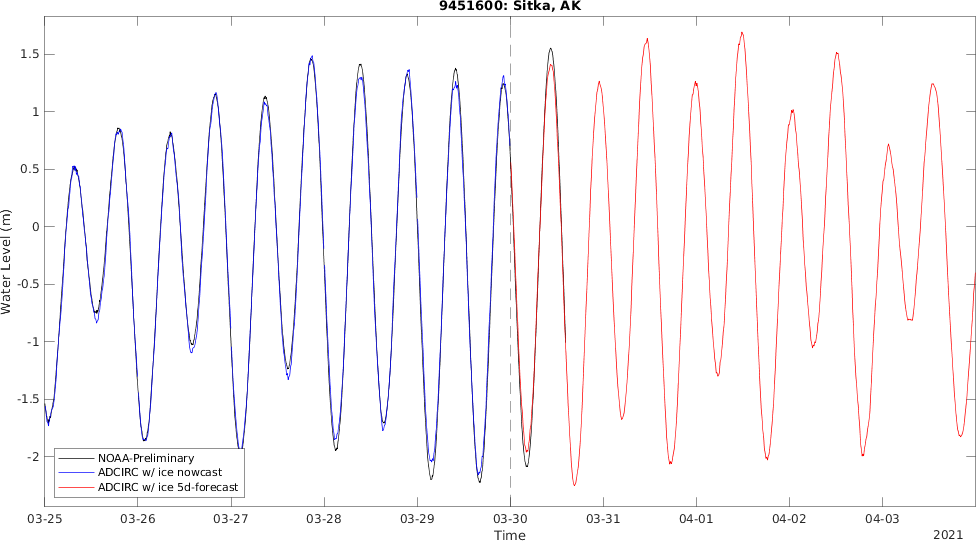 9451600: Sitka, AK
1.5
1
0.5
0
-0.5
-1
-1.5
-2
Water Level (m)
NOAA-Preliminary
ADCIRC w/ ice nowcast
ADCIRC w/ ice 5d-forecast
03-25 03-26 03-27 03-28 03-29 03-30 03-31 04-01 04-02 04-03
Time
2021